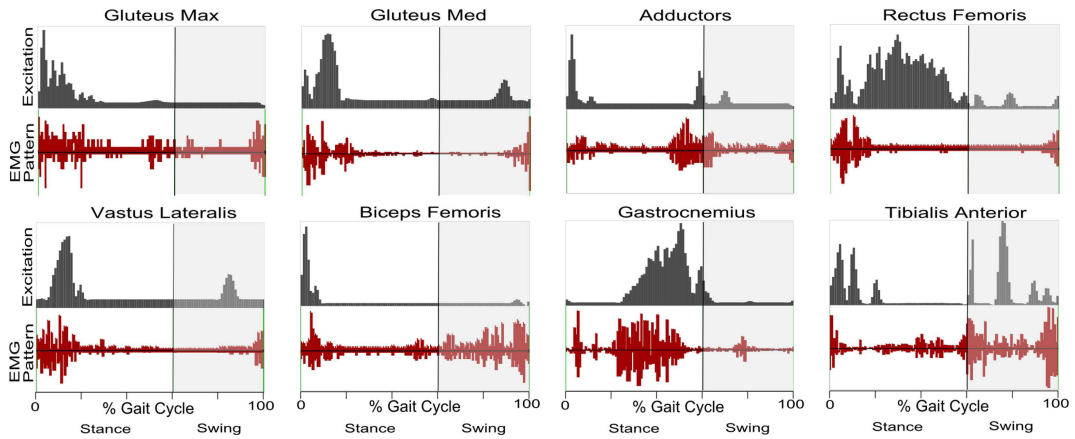 Gluteus Max
Gluteus Med
Adductors
Rectus Femoris
Excitation
EMG
Pattern
Vastus Lateralis
Biceps Femoris
Gastrocnemius
Tibialis Anterior
Excitation
EMG
Pattern
0 % Gait Cycle 100
Stance Swing
0 % Gait Cycle 100
Stance Swing
0 % Gait Cycle 100
Stance Swing
0 % Gait Cycle 100
Stance Swing